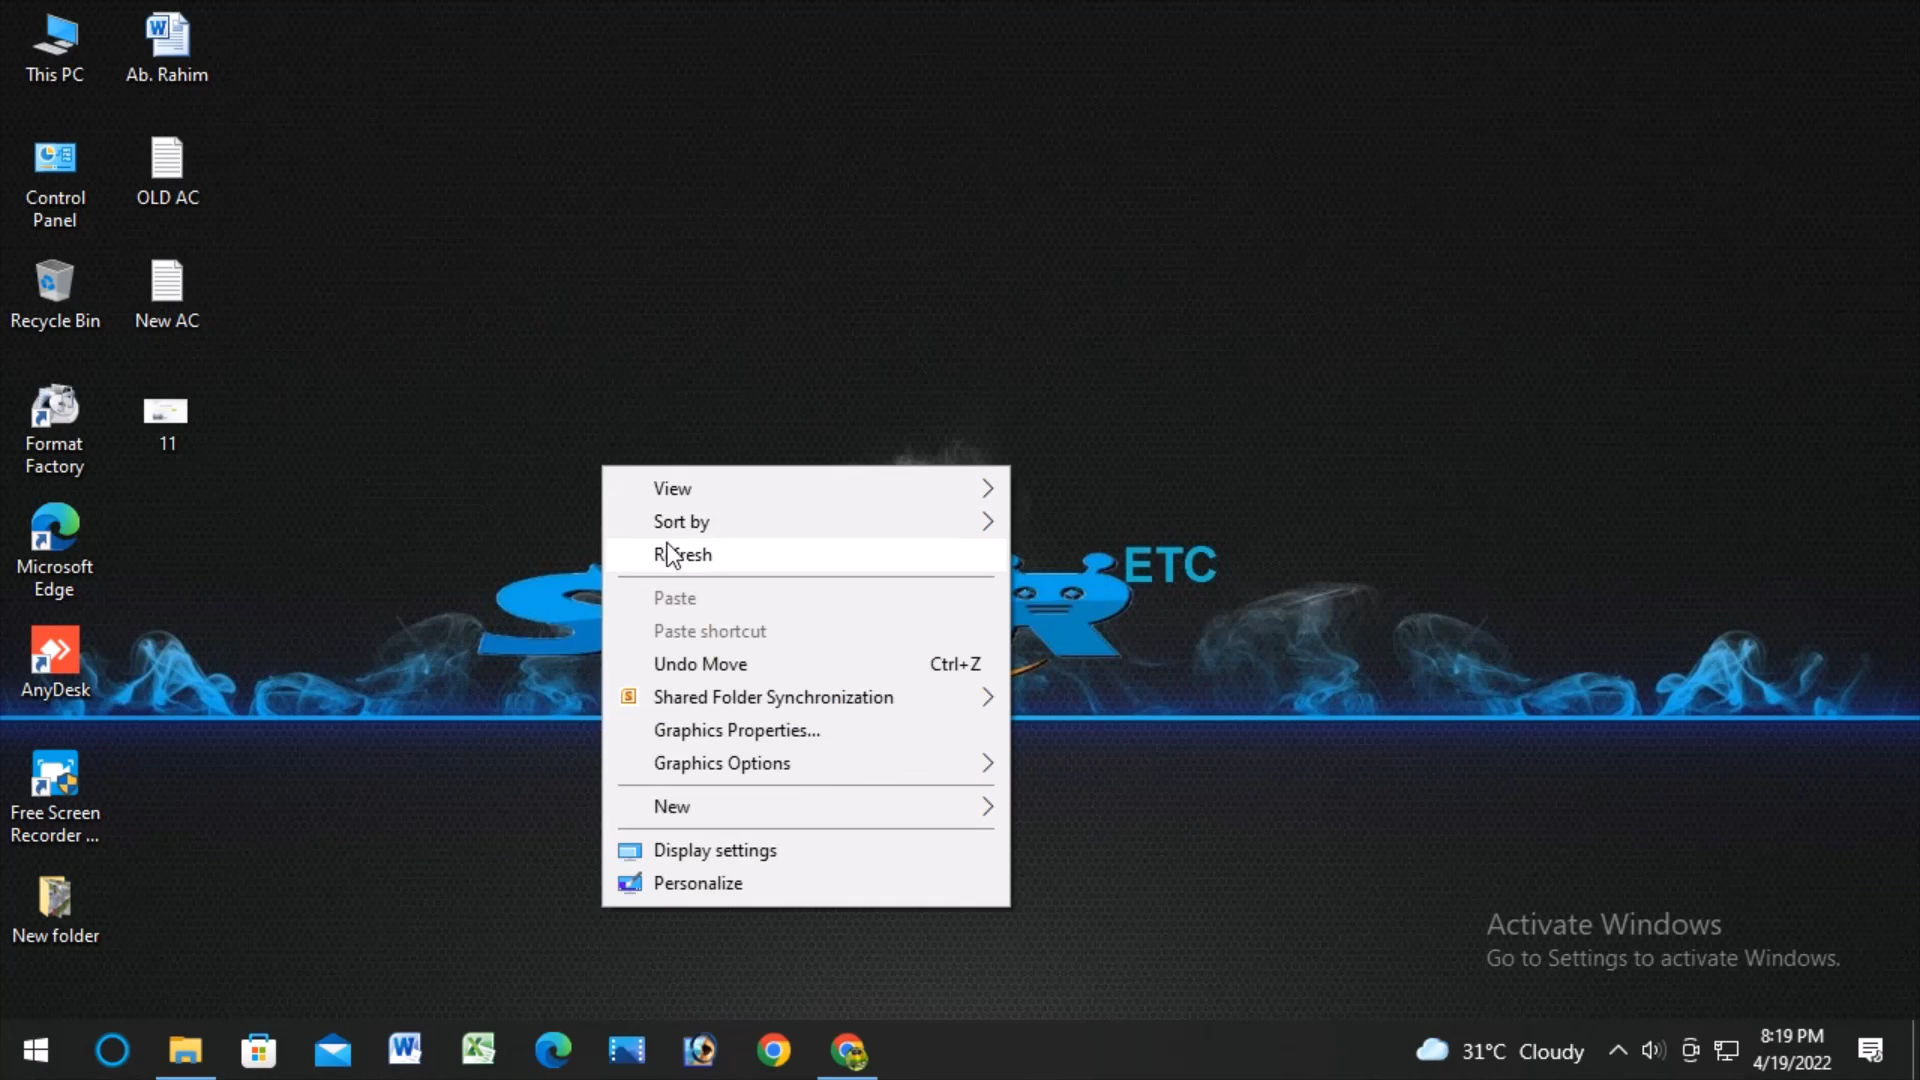 This PC
Ab. Rahim
Control
Panel
OLD AC
Recycle Bin
New AC
Format
Factory
11
Microsoft
Edge
AnyDesk
Free Screen
Recorder ...
New folder
View
Sort by
Refresh
Paste
Paste shortcut
Undo Move Ctrl+Z
Shared Folder Synchronization
Graphics Properties...
Graphics Options
New
Display settings
Personalize
ETC
Activate Windows
Go to Settings to activate Windows.
31°C Cloudy
8:19 PM
4/19/2022